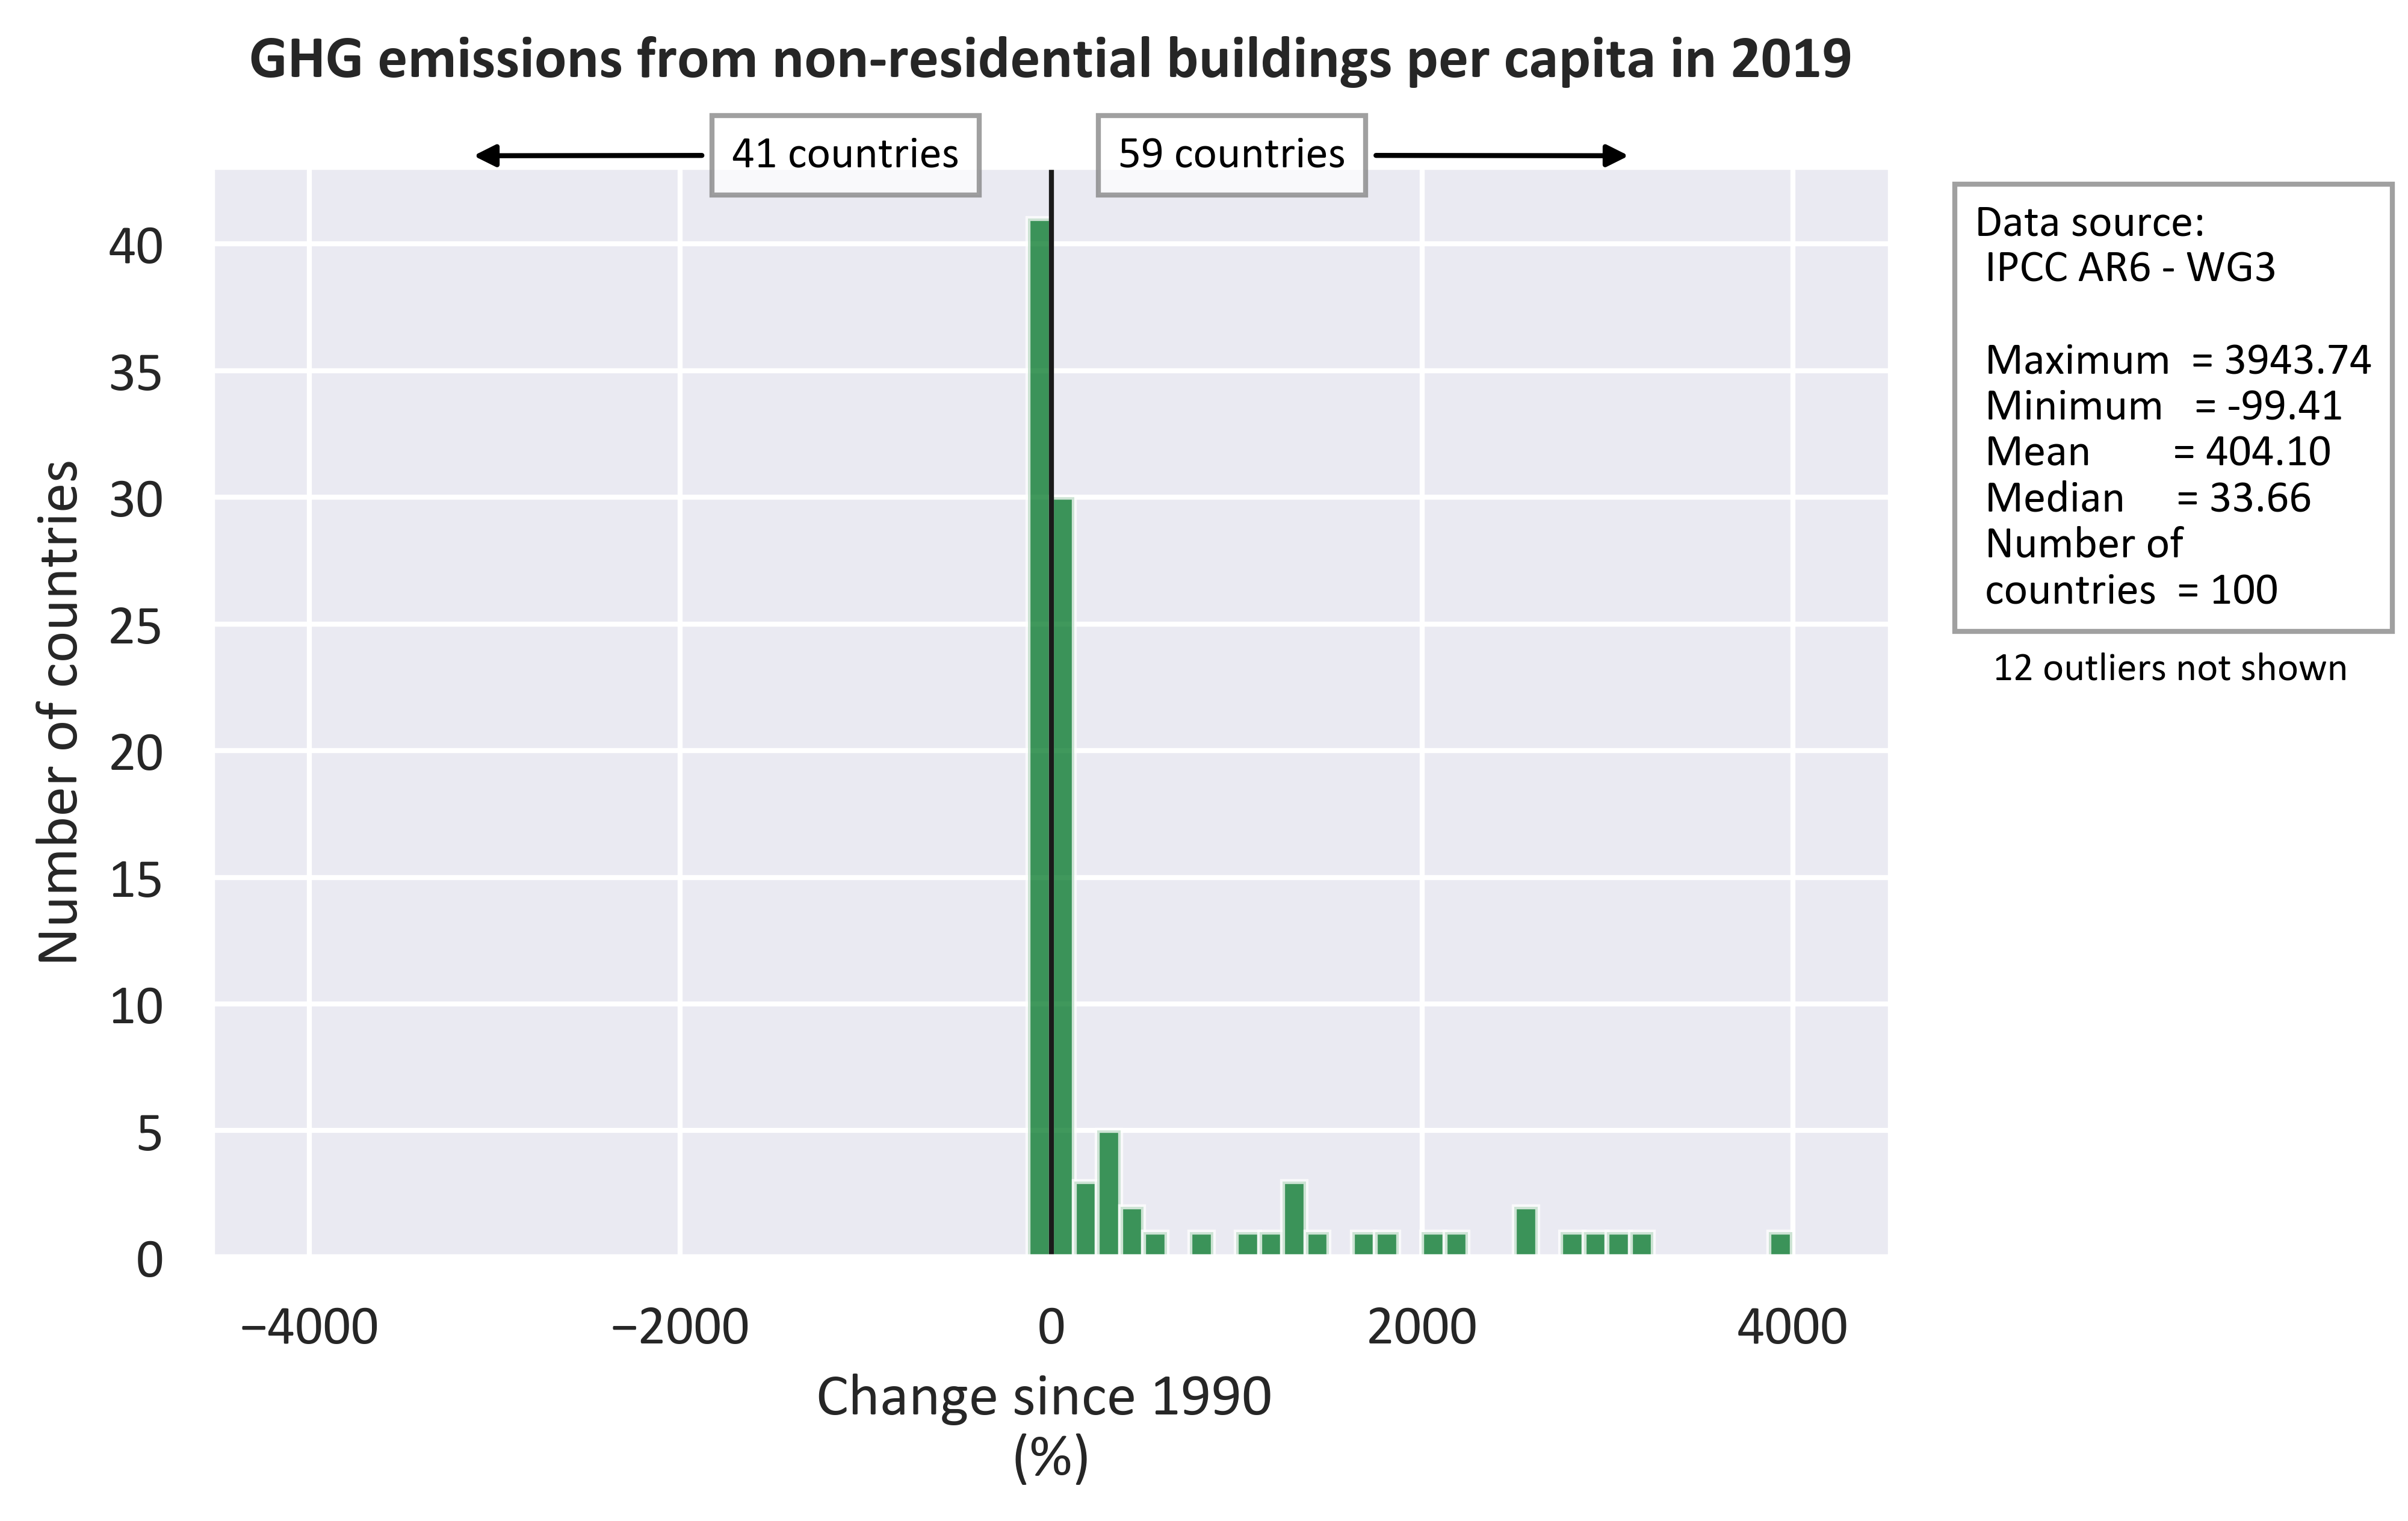 GHG emissions from non-residential buildings per capita in 2019
41 countries
59 countries
Number of countries
40
35
30
25
20
15
10
5
0
−4000
−2000
0
2000
4000
Change since 1990
(%)
Data source:
IPCC AR6 - WG3
Maximum = 3943.74
Minimum = -99.41
Mean = 404.10
Median = 33.66
Number of
countries = 100
12 outliers not shown